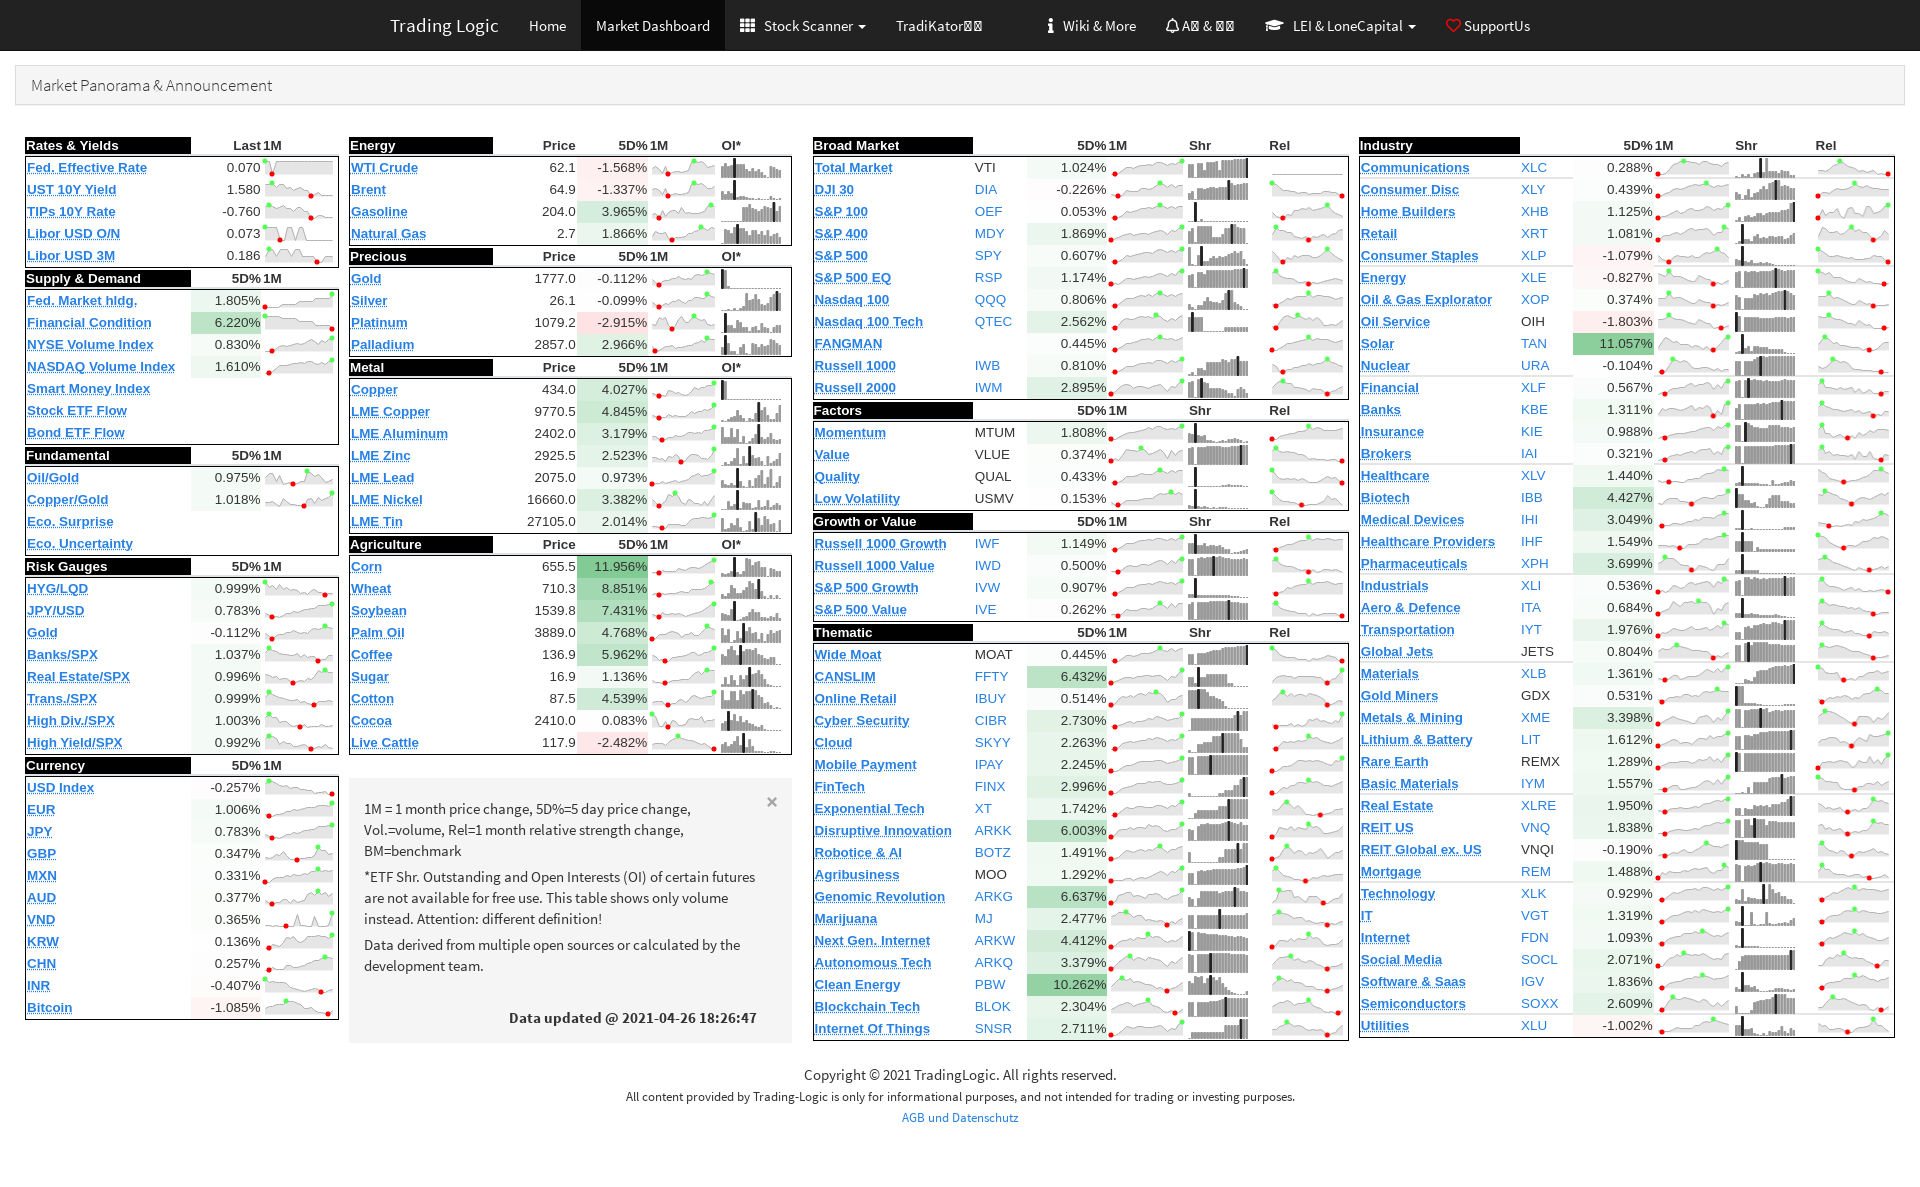 Trading Logic Home Market Dashboard Stock Scanner TradiKator Wiki & More A & LEI & LoneCapital SupportUs
Market Panorama & Announcement
Rates & Yields Last 1M
Fed. Effective Rate 0.070
UST 10Y Yield 1.580
TIPs 10Y Rate -0.760
Libor USD O/N 0.073
Libor USD 3M 0.186
Supply & Demand 5D% 1M
Fed. Market hldg. 1.805%
Financial Condition 6.220%
NYSE Volume Index 0.830%
NASDAQ Volume Index 1.610%
Smart Money Index
Stock ETF Flow
Bond ETF Flow
Fundamental 5D% 1M
Oil/Gold 0.975%
Copper/Gold 1.018%
Eco. Surprise
Eco. Uncertainty
Risk Gauges 5D% 1M
HYG/LQD 0.999%
JPY/USD 0.783%
Gold -0.112%
Banks/SPX 1.037%
Real Estate/SPX 0.996%
Trans./SPX 0.999%
High Div./SPX 1.003%
High Yield/SPX 0.992%
Currency 5D% 1M
USD Index -0.257%
EUR 1.006%
JPY 0.783%
GBP 0.347%
MXN 0.331%
AUD 0.377%
VND 0.365%
KRW 0.136%
CHN 0.257%
INR -0.407%
Bitcoin -1.085%
Energy Price 5D% 1M OI*
WTI Crude 62.1 -1.568%
Brent 64.9 -1.337%
Gasoline 204.0 3.965%
Natural Gas 2.7 1.866%
Precious Price 5D% 1M OI*
Gold 1777.0 -0.112%
Silver 26.1 -0.099%
Platinum 1079.2 -2.915%
Palladium 2857.0 2.966%
Metal Price 5D% 1M OI*
Copper 434.0 4.027%
LME Copper 9770.5 4.845%
LME Aluminum 2402.0 3.179%
LME Zinc 2925.5 2.523%
LME Lead 2075.0 0.973%
LME Nickel 16660.0 3.382%
LME Tin 27105.0 2.014%
Agriculture Price 5D% 1M OI*
Corn 655.5 11.956%
Wheat 710.3 8.851%
Soybean 1539.8 7.431%
Palm Oil 3889.0 4.768%
Coffee 136.9 5.962%
Sugar 16.9 1.136%
Cotton 87.5 4.539%
Cocoa 2410.0 0.083%
Live Cattle 117.9 -2.482%
×
1M = 1 month price change, 5D%=5 day price change,
Vol.=volume, Rel=1 month relative strength change,
BM=benchmark
*ETF Shr. Outstanding and Open Interests (OI) of certain futures
are not available for free use. This table shows only volume
instead. Attention: different definition!
Data derived from multiple open sources or calculated by the
development team.
Data updated @ 2021-04-26 18:26:47
Broad Market 5D% 1M Shr Rel
Total Market VTI 1.024%
DJI 30 DIA -0.226%
S&P 100 OEF 0.053%
S&P 400 MDY 1.869%
S&P 500 SPY 0.607%
S&P 500 EQ RSP 1.174%
Nasdaq 100 QQQ 0.806%
Nasdaq 100 Tech QTEC 2.562%
FANGMAN 0.445%
Russell 1000 IWB 0.810%
Russell 2000 IWM 2.895%
Factors 5D% 1M Shr Rel
Momentum MTUM 1.808%
Value VLUE 0.374%
Quality QUAL 0.433%
Low Volatility USMV 0.153%
Growth or Value 5D% 1M Shr Rel
Russell 1000 Growth IWF 1.149%
Russell 1000 Value IWD 0.500%
S&P 500 Growth IVW 0.907%
S&P 500 Value IVE 0.262%
Thematic 5D% 1M Shr Rel
Wide Moat MOAT 0.445%
CANSLIM FFTY 6.432%
Online Retail IBUY 0.514%
Cyber Security CIBR 2.730%
Cloud SKYY 2.263%
Mobile Payment IPAY 2.245%
FinTech FINX 2.996%
Exponential Tech XT 1.742%
Disruptive Innovation ARKK 6.003%
Robotice & AI BOTZ 1.491%
Agribusiness MOO 1.292%
Genomic Revolution ARKG 6.637%
Marijuana MJ 2.477%
Next Gen. Internet ARKW 4.412%
Autonomous Tech ARKQ 3.379%
Clean Energy PBW 10.262%
Blockchain Tech BLOK 2.304%
Internet Of Things SNSR 2.711%
Industry 5D% 1M Shr Rel
Communications XLC 0.288%
Consumer Disc XLY 0.439%
Home Builders XHB 1.125%
Retail XRT 1.081%
Consumer Staples XLP -1.079%
Energy XLE -0.827%
Oil & Gas Explorator XOP 0.374%
Oil Service OIH -1.803%
Solar TAN 11.057%
Nuclear URA -0.104%
Financial XLF 0.567%
Banks KBE 1.311%
Insurance KIE 0.988%
Brokers IAI 0.321%
Healthcare XLV 1.440%
Biotech IBB 4.427%
Medical Devices IHI 3.049%
Healthcare Providers IHF 1.549%
Pharmaceuticals XPH 3.699%
Industrials XLI 0.536%
Aero & Defence ITA 0.684%
Transportation IYT 1.976%
Global Jets JETS 0.804%
Materials XLB 1.361%
Gold Miners GDX 0.531%
Metals & Mining XME 3.398%
Lithium & Battery LIT 1.612%
Rare Earth REMX 1.289%
Basic Materials IYM 1.557%
Real Estate XLRE 1.950%
REIT US VNQ 1.838%
REIT Global ex. US VNQI -0.190%
Mortgage REM 1.488%
Technology XLK 0.929%
IT VGT 1.319%
Internet FDN 1.093%
Social Media SOCL 2.071%
Software & Saas IGV 1.836%
Semiconductors SOXX 2.609%
Utilities XLU -1.002%
Copyright © 2021 TradingLogic. All rights reserved.
All content provided by Trading-Logic is only for informational purposes, and not intended for trading or investing purposes.
AGB und Datenschutz